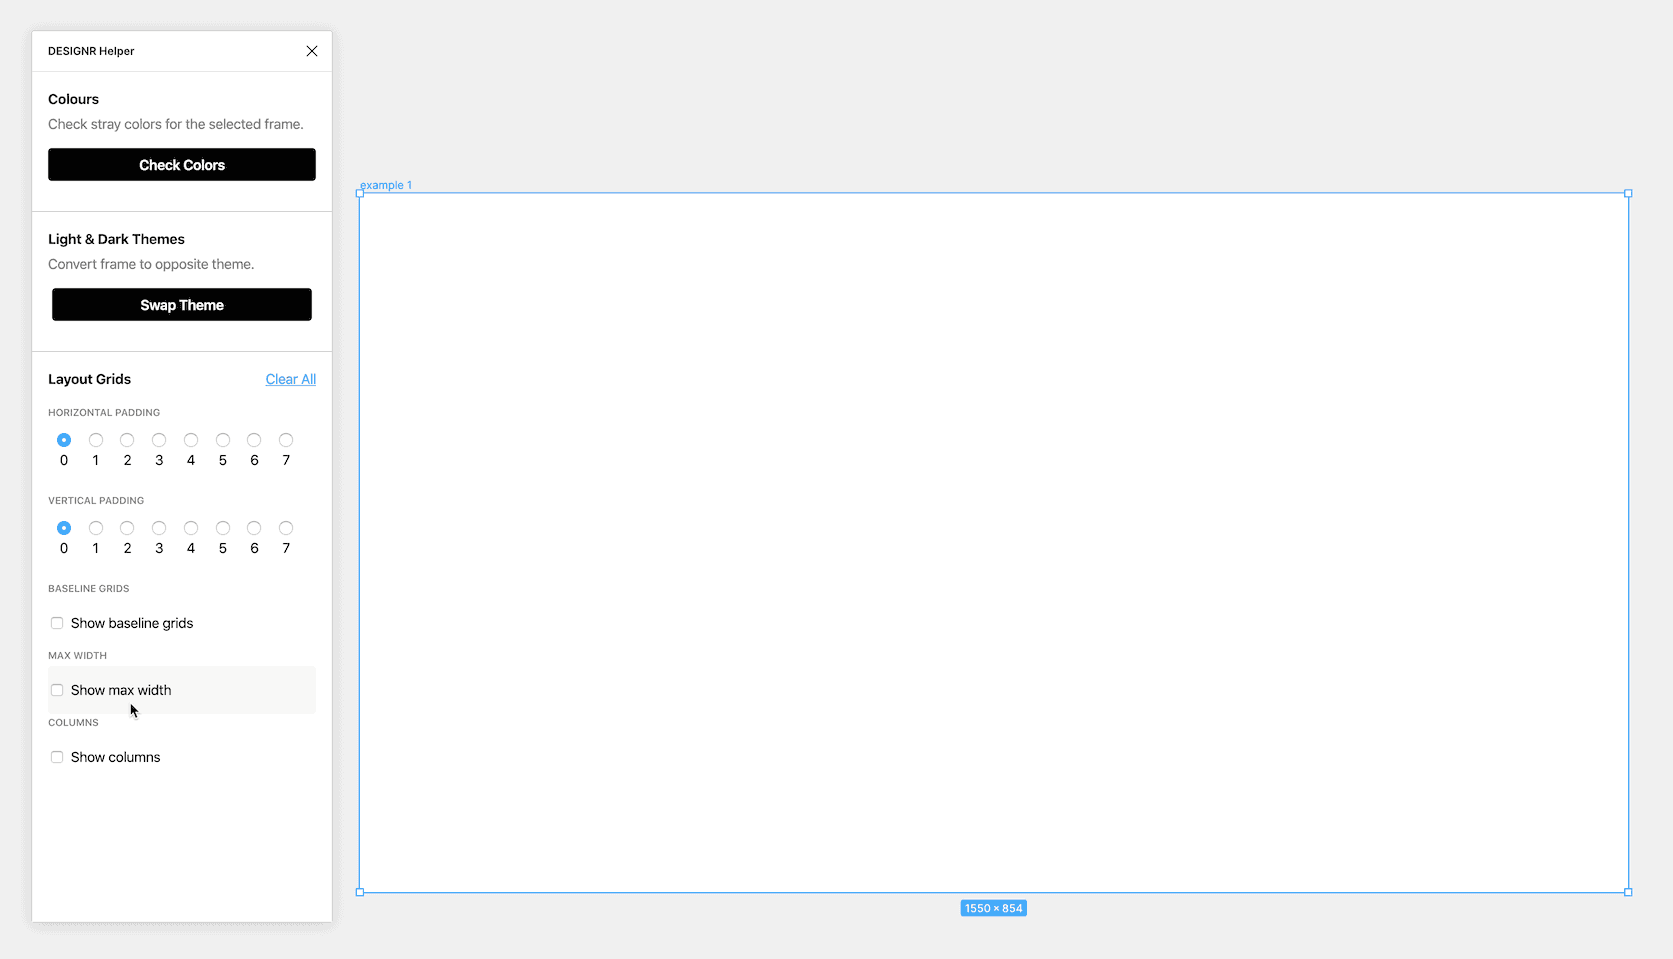 DESIGNR Helper
Colours
Check stray colors for the selected frame.
Check Colors
Light & Dark Themes
Convert frame to opposite theme.
Swap Theme
Layout Grids Clear All
HORIZONTAL PADDING
0 1 2 3 4 5 6 7
VERTICAL PADDING
0 1 2 3 4 5 6 7
BASELINE GRIDS
Show baseline grids
MAX WIDTH
Show max width
COLUMNS
Show columns
example 1
1550 × 854